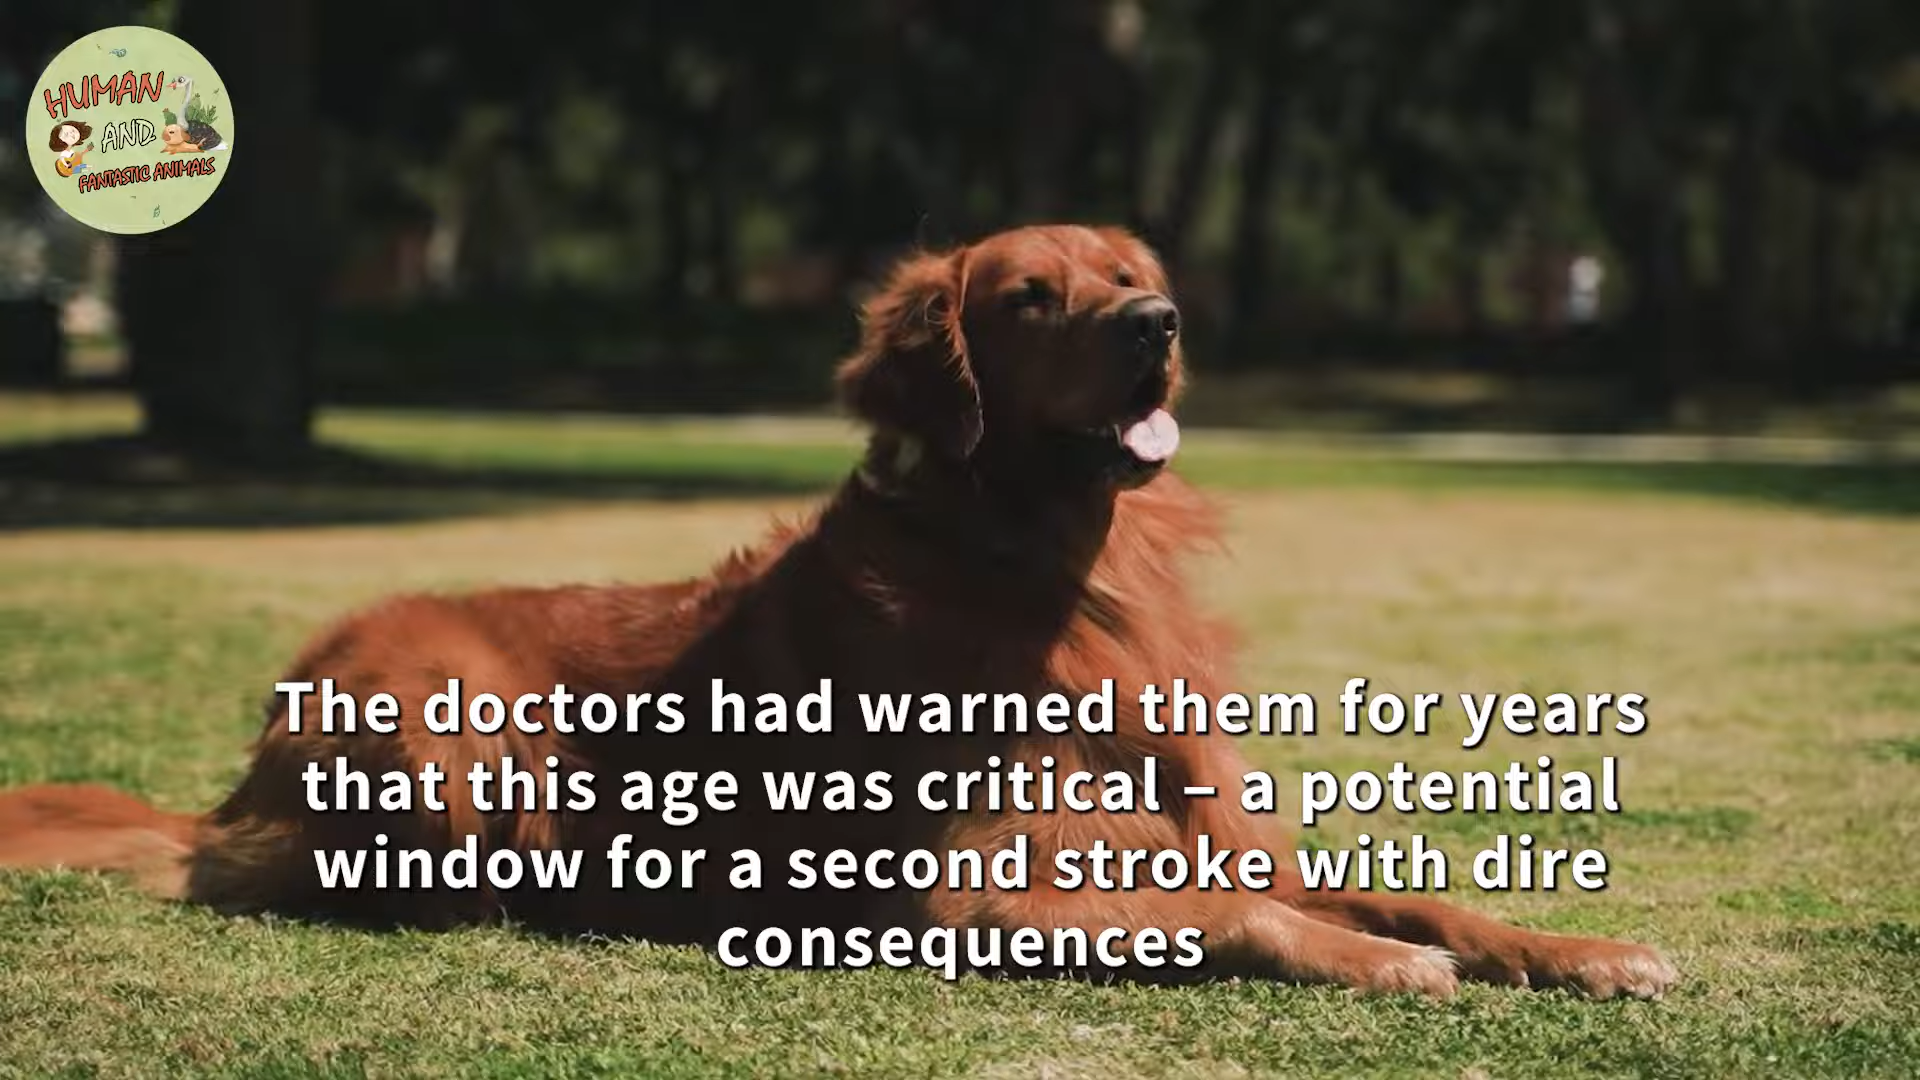 HUMAN
AND
FANTASTIC ANIMALS
The doctors had warned them for years
that this age was critical – a potential
window for a second stroke with dire
consequences